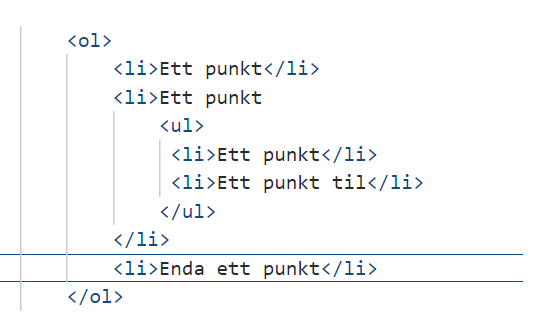 <ol>
<li>Ett punkt</li>
<li>Ett punkt
<ul>
<li>Ett punkt</li>
<li>Ett punkt til</li>
</ul>
</li>
<li>Enda ett punkt</li>
</ol>